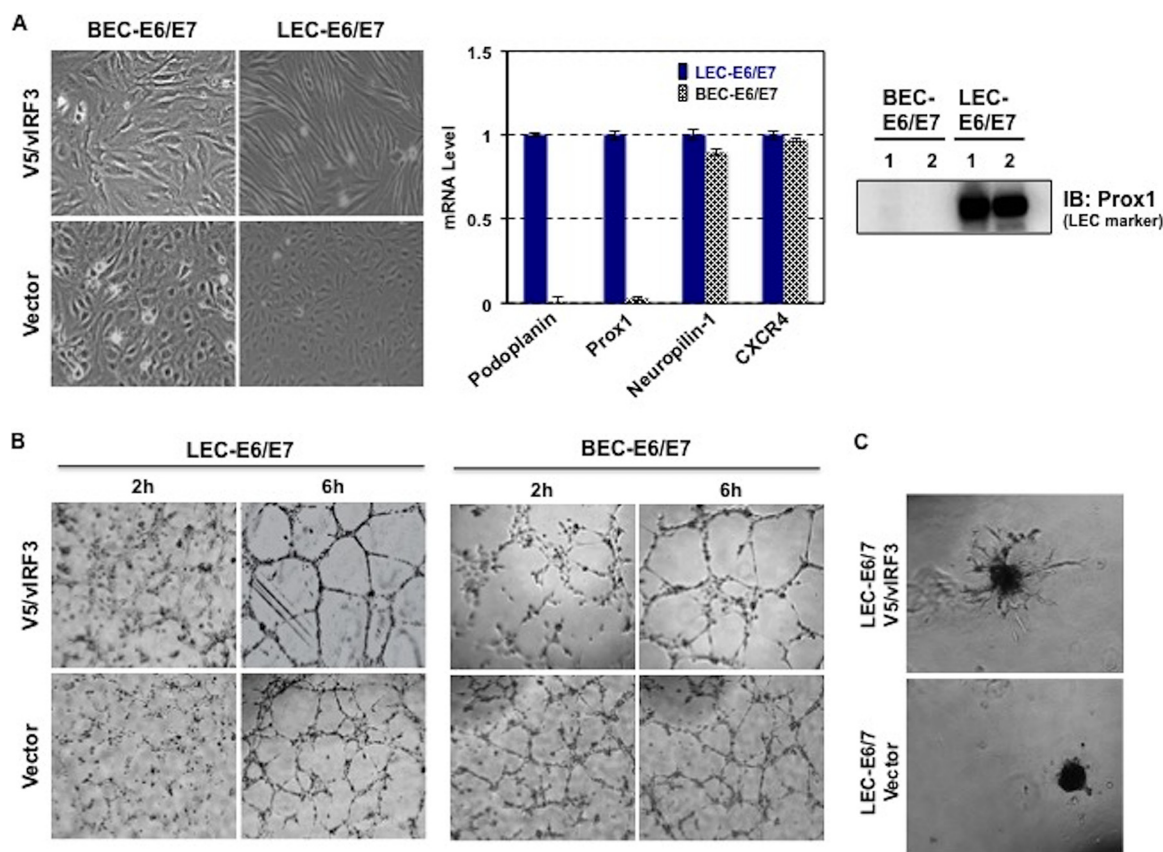 A
BEC-E6/E7 LEC-E6/E7
V5/vIRF3
Vector
mRNA Level
1.5
1
0.5
0
LEC-E6/E7
BEC-E6/E7
Podoplanin
Prox1
Neuropilin-1
CXCR4
BEC- LEC-
E6/E7 E6/E7
1 2 1 2
IB: Prox1
(LEC marker)
B
LEC-E6/E7
2h 6h
BEC-E6/E7
2h 6h
V5/vIRF3
Vector
C
LEC-E6/7
V5/vIRF3
LEC-E6/7
Vector